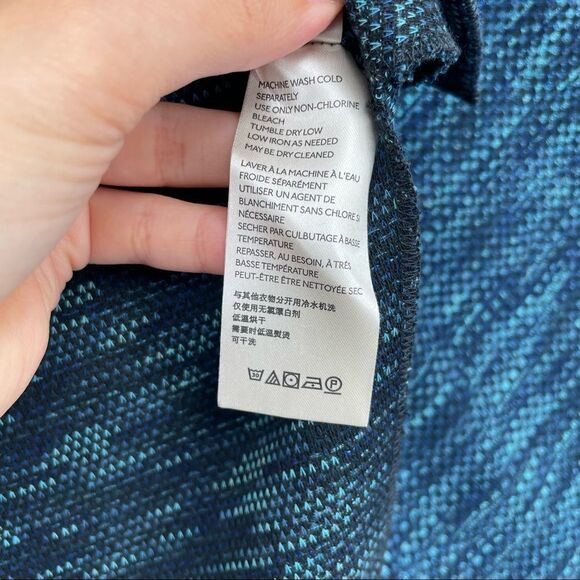 MACHINE WASH COLD
SEPARATELY
USE ONLY NON-CHLORINE
BLEACH
TUMBLE DRY LOW
LOW IRON AS NEEDED
MAY BE DRY CLEANED
LAVER À LA MACHINE À L'EAU
FROIDE SÉPARÉMENT
UTILISER UN AGENT DE
BLANCHIMENT SANS CHLORE SI
NÉCESSAIRE
SECHER PAR CULBUTAGE À BASSE
TEMPERATURE
REPASSER, AU BESOIN, À TRÈS
BASSE TEMPÉRATURE
PEUT-ÊTRE ÊTRE NETTOYÉE SEC
与其他衣物分开用冷水机洗
仅使用无氯薄白剂
低温烘干
需要时低温熨烫
可干洗
30 P